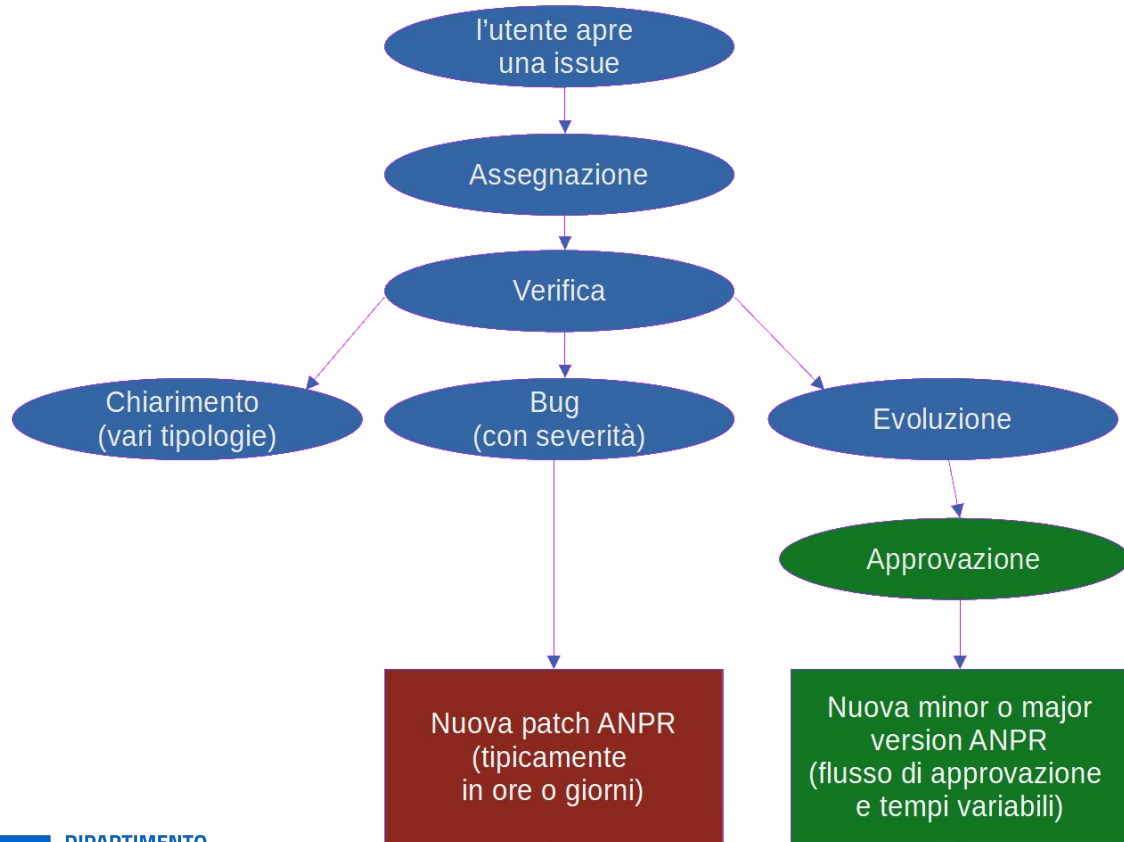 l'utente apre
una issue
Assegnazione
Verifica
Chiarimento
(vari tipologie)
Bug
(con severità)
Evoluzione
Approvazione
Nuova patch ANPR
(tipicamente
in ore o giorni)
Nuova minor o major
version ANPR
(flusso di approvazione
e tempi variabili)
DIPARTIMENTO